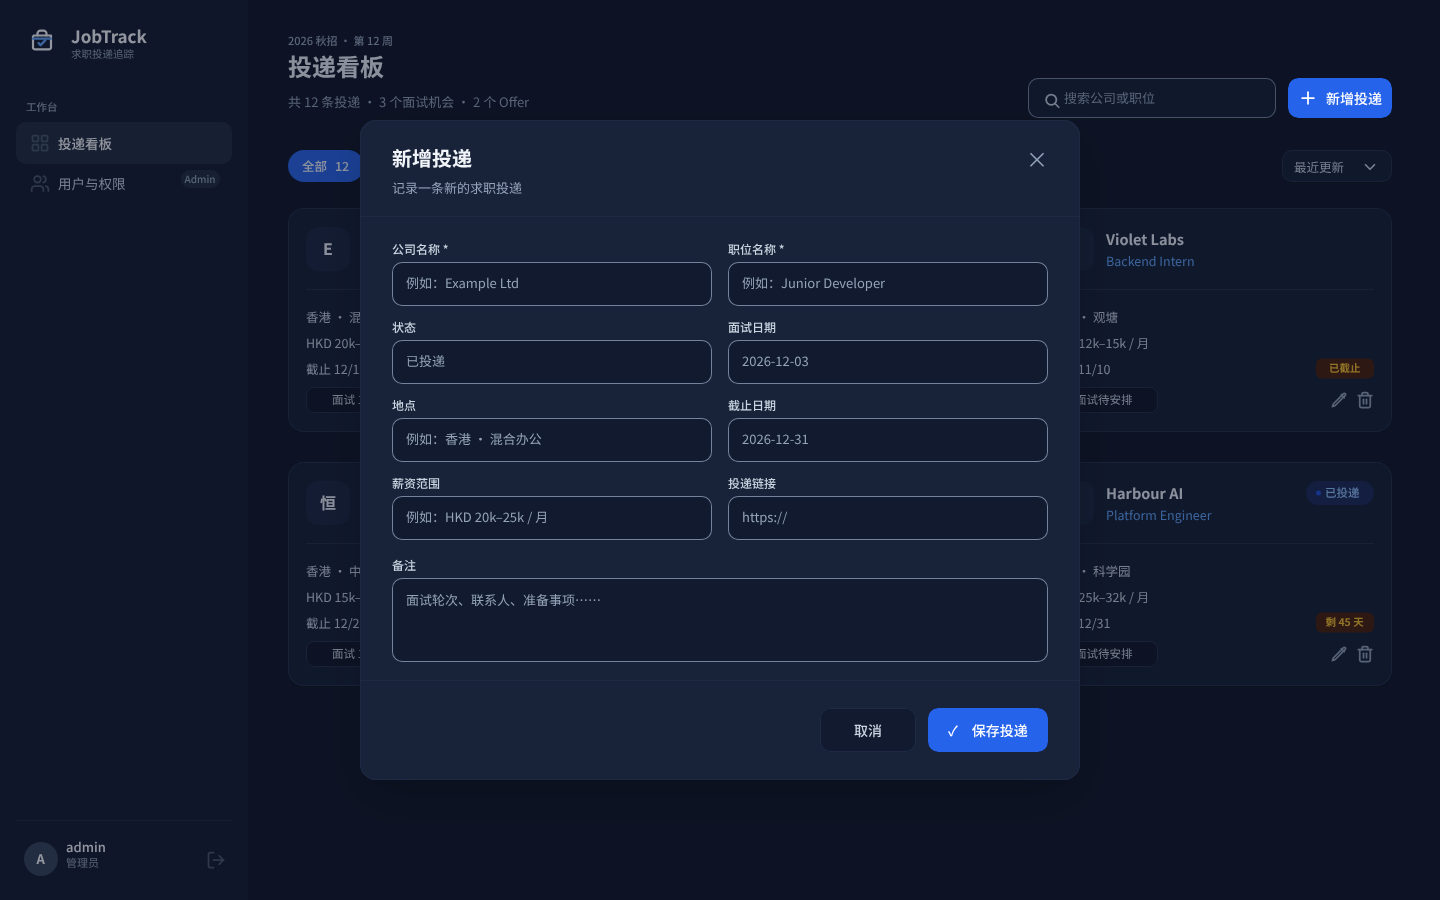 JobTrack
求职投递追踪
工作台
投递看板
用户与权限
Admin
A
admin
管理员
2026 秋招 · 第 12 周
投递看板
共 12 条投递 · 3 个面试机会 · 2 个 Offer
搜索公司或职位
新增投递
全部 12
最近更新
E
香港 · 混
HKD 20k–
截止 12/1
面试
Violet Labs
Backend Intern
· 观塘
12k–15k / 月
11/10
已截止
面试待安排
恒
香港 · 中
HKD 15k–
截止 12/2
面试
Harbour AI
已投递
Platform Engineer
· 科学园
25k–32k / 月
12/31
剩 45 天
面试待安排
新增投递
记录一条新的求职投递
公司名称 *
职位名称 *
例如：Example Ltd
例如：Junior Developer
状态
面试日期
已投递
2026-12-03
地点
截止日期
例如：香港 · 混合办公
2026-12-31
薪资范围
投递链接
例如：HKD 20k–25k / 月
https://
备注
面试轮次、联系人、准备事项……
取消
✓ 保存投递